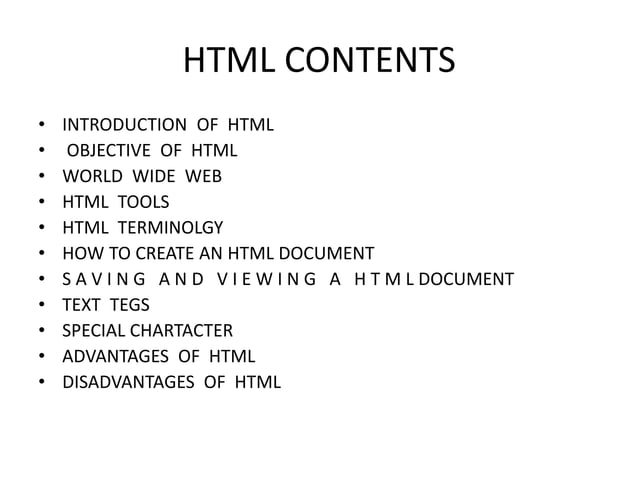 HTML CONTENTS
• INTRODUCTION OF HTML
• OBJECTIVE OF HTML
• WORLD WIDE WEB
• HTML TOOLS
• HTML TERMINOLGY
• HOW TO CREATE AN HTML DOCUMENT
• S A V I N G A N D V I E W I N G A H T M L DOCUMENT
• TEXT TEGS
• SPECIAL CHARTACTER
• ADVANTAGES OF HTML
• DISADVANTAGES OF HTML